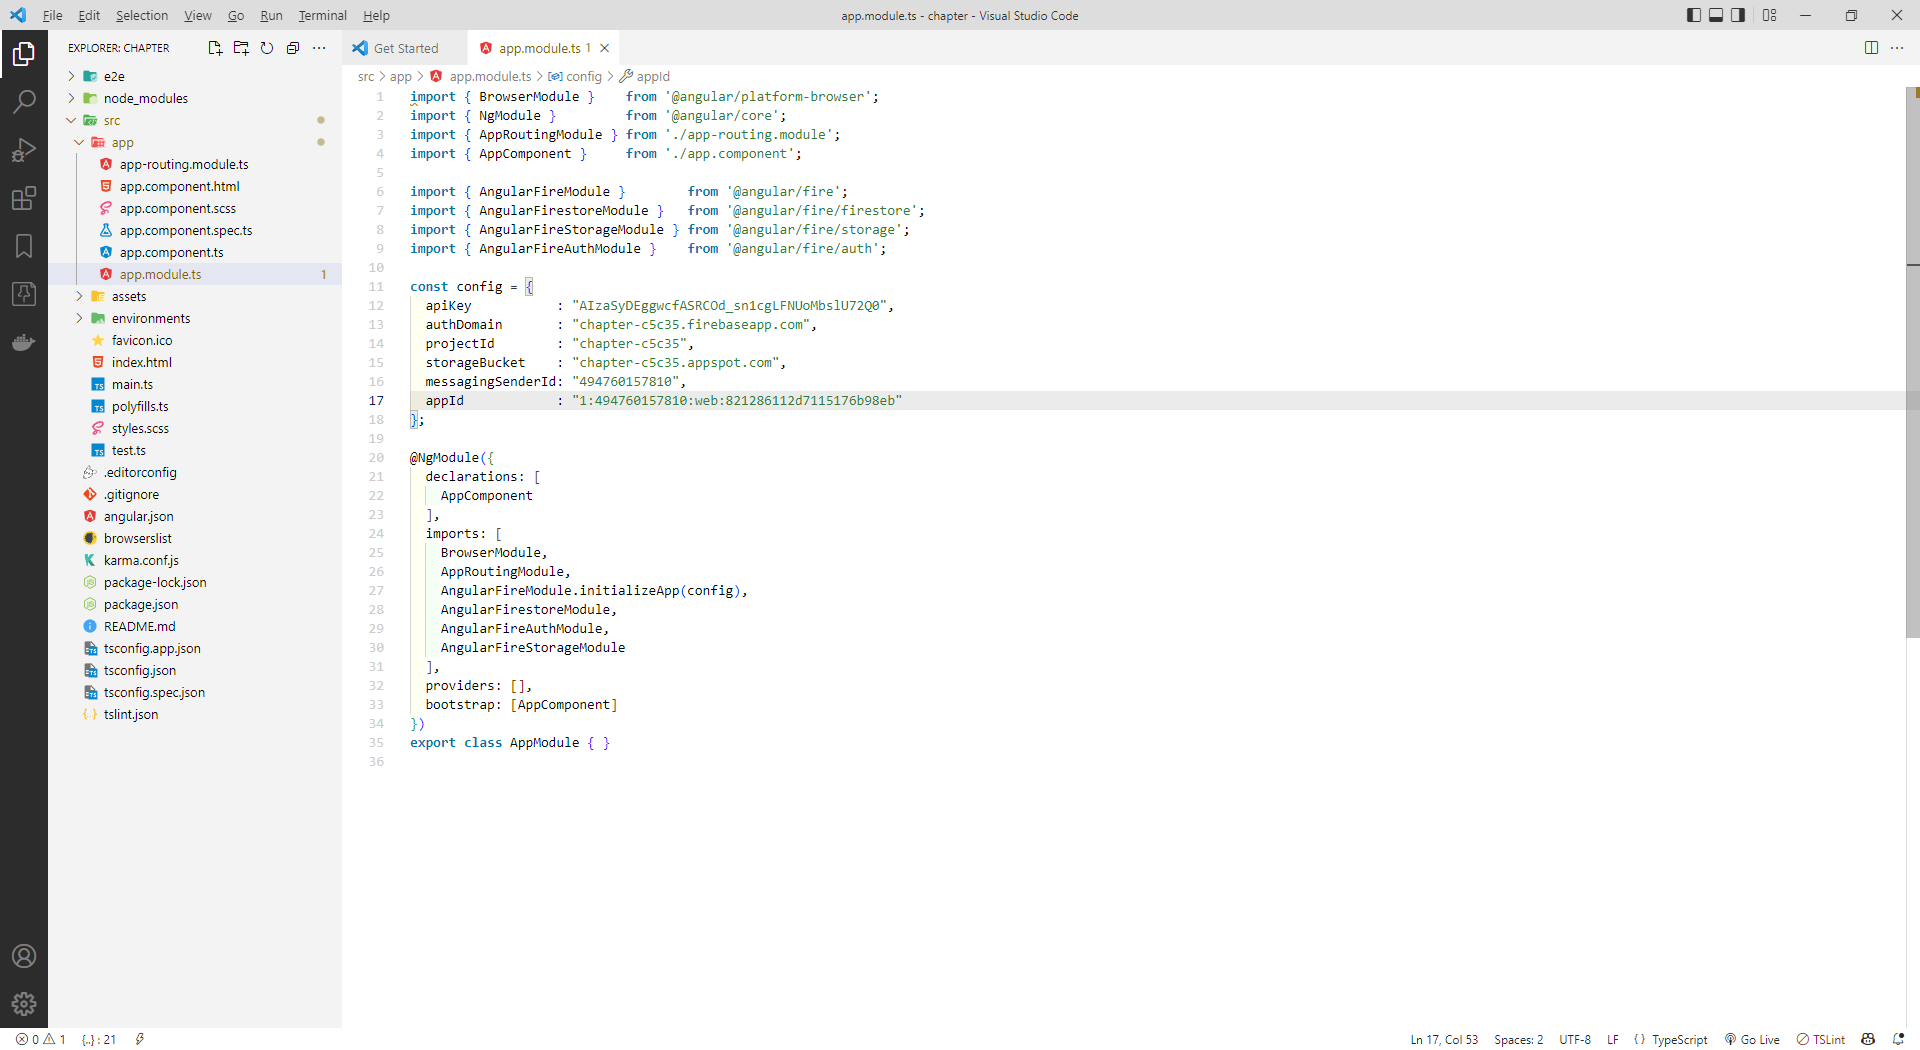 File Edit Selection View Go Run Terminal Help
app.module.ts - chapter - Visual Studio Code
EXPLORER: CHAPTER
e2e
node_modules
src
app
app-routing.module.ts
app.component.html
app.component.scss
app.component.spec.ts
app.component.ts
app.module.ts 1
assets
environments
favicon.ico
index.html
main.ts
polyfills.ts
styles.scss
test.ts
.editorconfig
.gitignore
angular.json
browserslist
karma.conf.js
package-lock.json
package.json
README.md
tsconfig.app.json
tsconfig.json
tsconfig.spec.json
tslint.json
Get Started
app.module.ts 1
src > app > app.module.ts > config > appId
1 import { BrowserModule }    from '@angular/platform-browser';
2 import { NgModule }         from '@angular/core';
3 import { AppRoutingModule } from './app-routing.module';
4 import { AppComponent }     from './app.component';
5
6 import { AngularFireModule }        from '@angular/fire';
7 import { AngularFirestoreModule }   from '@angular/fire/firestore';
8 import { AngularFireStorageModule } from '@angular/fire/storage';
9 import { AngularFireAuthModule }    from '@angular/fire/auth';
10
11 const config = {
12   apiKey           : "AIzaSyDEggwcfASRCOd_sn1cgLFNUoMbslU72Q0",
13   authDomain       : "chapter-c5c35.firebaseapp.com",
14   projectId        : "chapter-c5c35",
15   storageBucket    : "chapter-c5c35.appspot.com",
16   messagingSenderId: "494760157810",
17   appId            : "1:494760157810:web:821286112d7115176b98eb"
18 };
19
20 @NgModule({
21   declarations: [
22     AppComponent
23   ],
24   imports: [
25     BrowserModule,
26     AppRoutingModule,
27     AngularFireModule.initializeApp(config),
28     AngularFirestoreModule,
29     AngularFireAuthModule,
30     AngularFireStorageModule
31   ],
32   providers: [],
33   bootstrap: [AppComponent]
34 })
35 export class AppModule { }
36
0 1 {..} : 21
Ln 17, Col 53 Spaces: 2 UTF-8 LF { } TypeScript Go Live TSLint